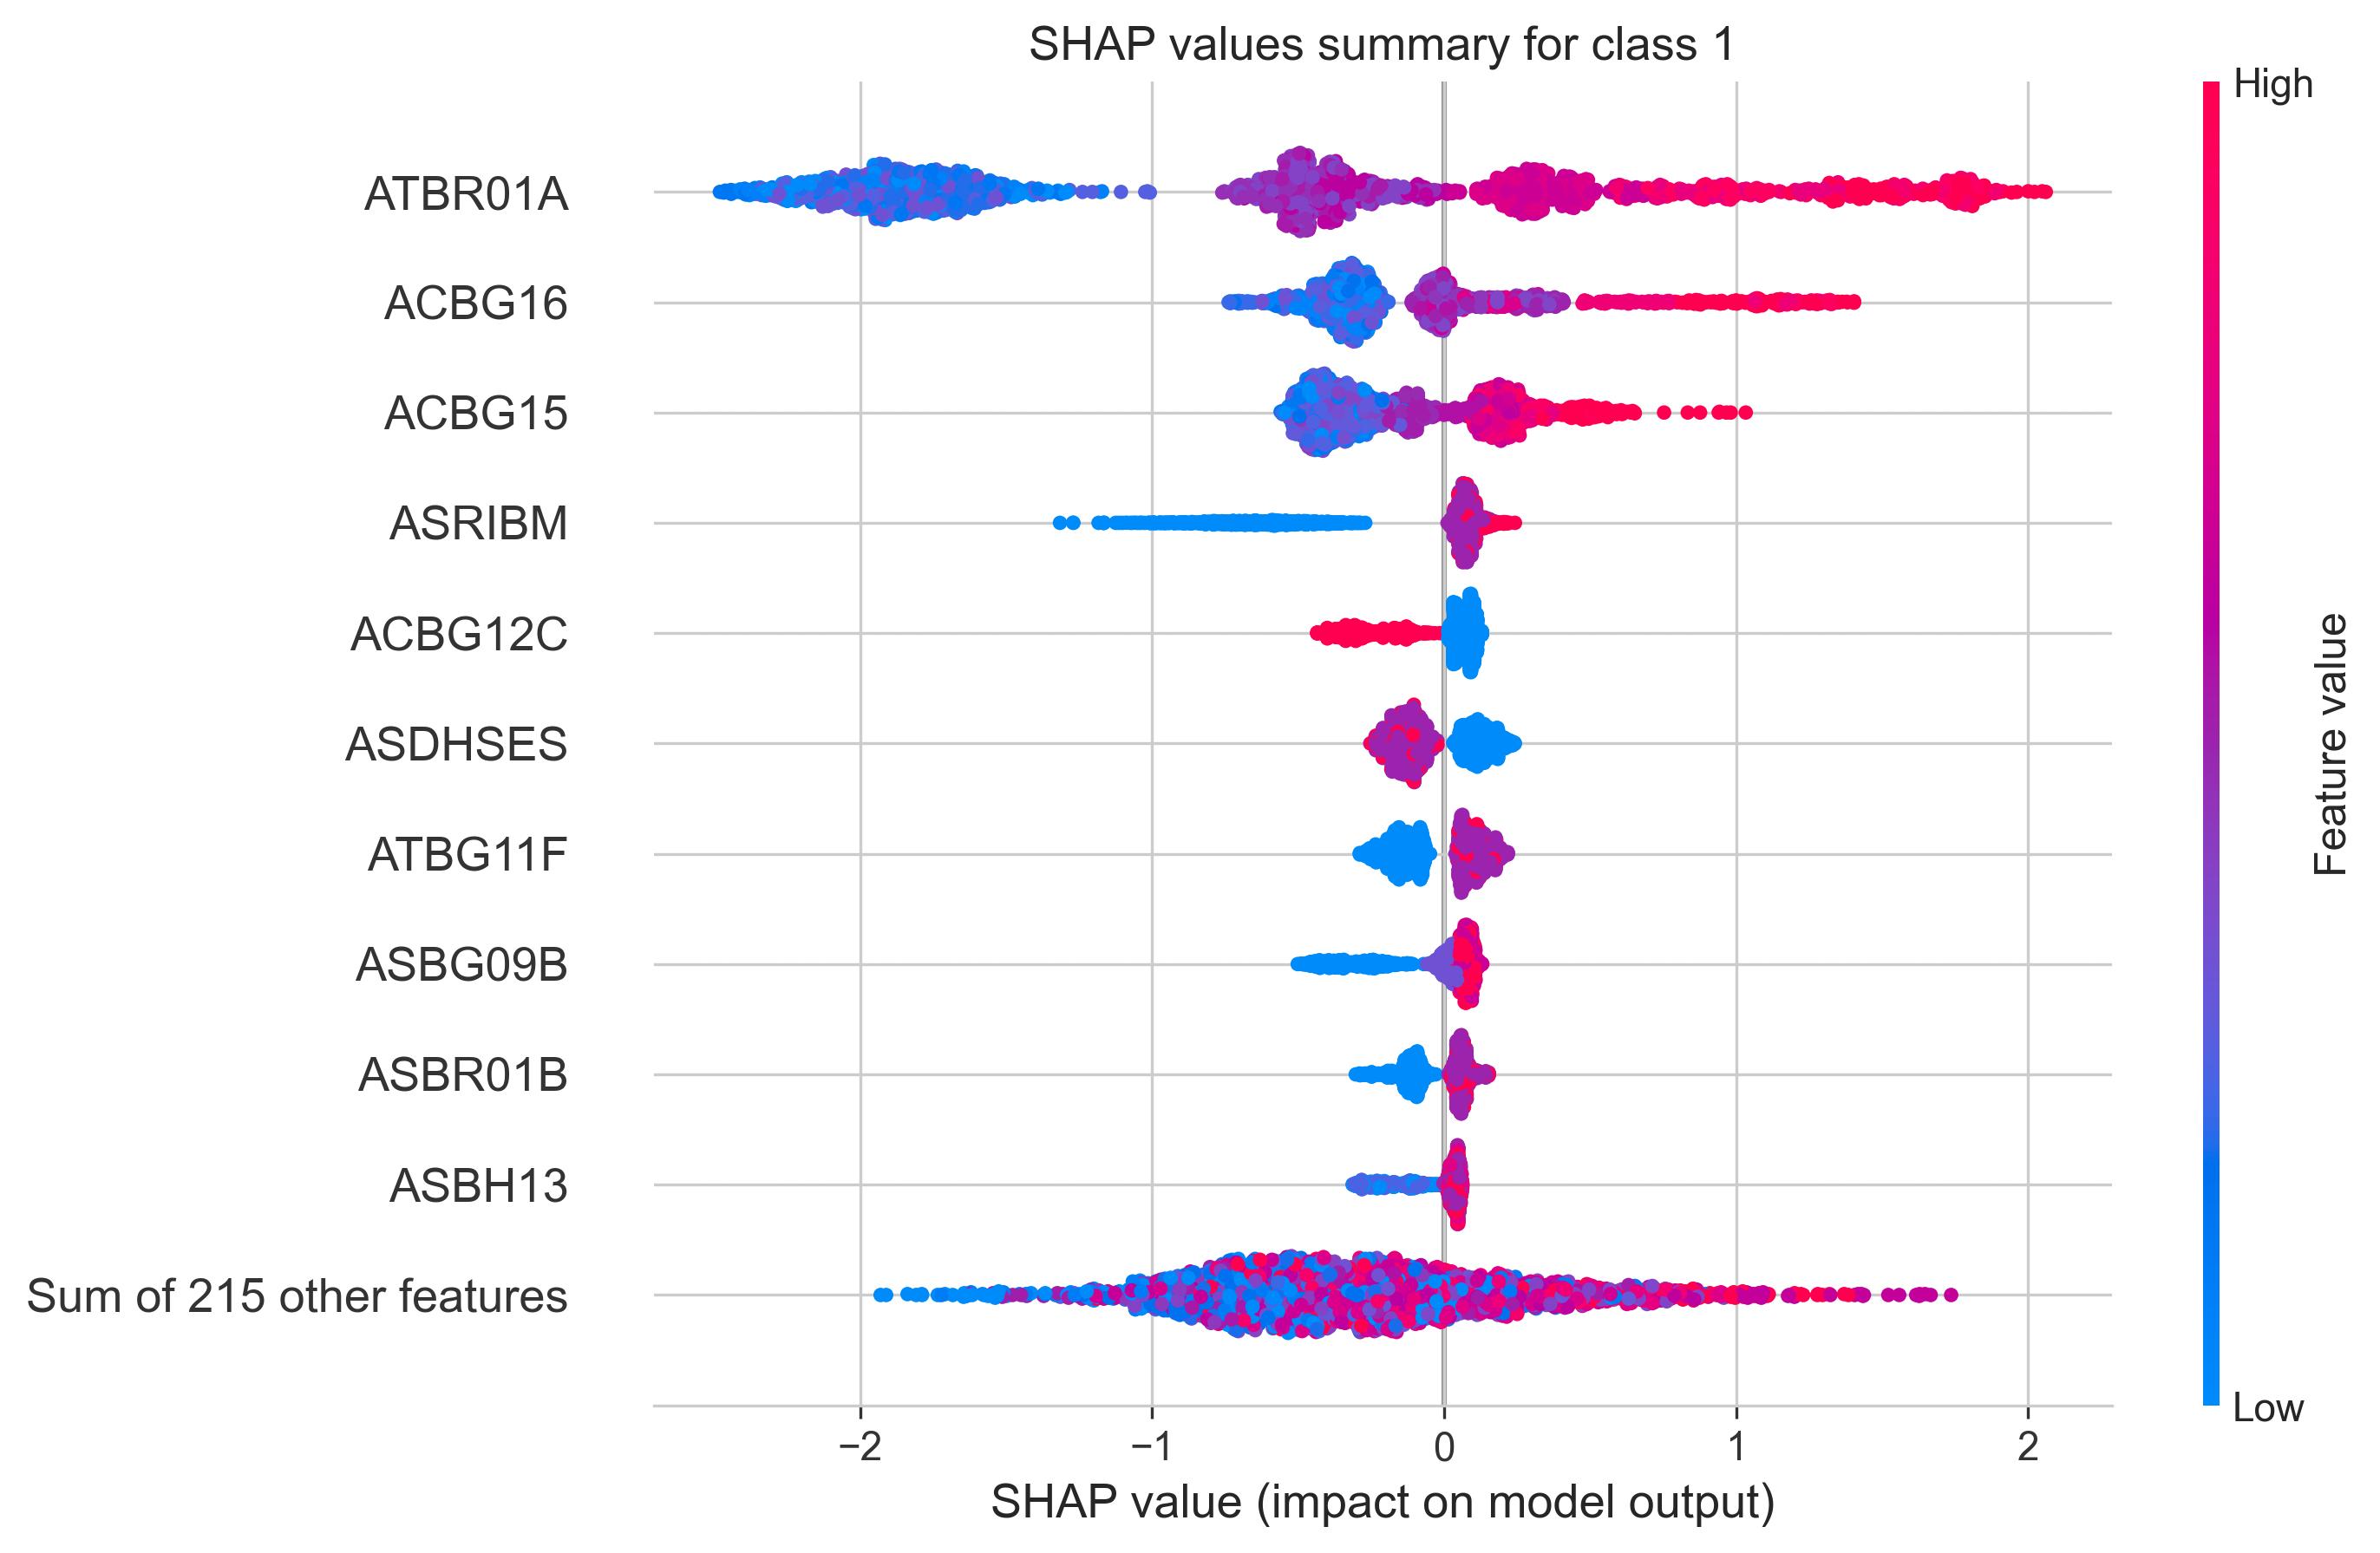 SHAP values summary for class 1
High
ATBR01A
ACBG16
ACBG15
ASRIBM
ACBG12C
ASDHSES
ATBG11F
ASBG09B
ASBR01B
ASBH13
Sum of 215 other features
Feature value
Low
−2
−1
0
1
2
SHAP value (impact on model output)